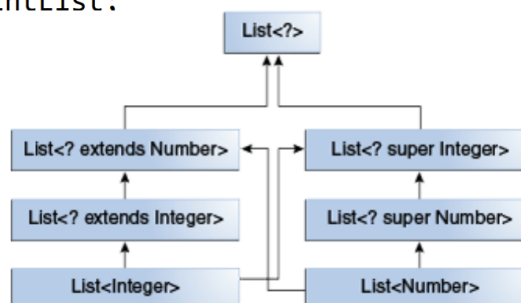 List<?>
List<? extends Number>
List<? super Integer>
List<? extends Integer>
List<? super Number>
List<Integer>
List<Number>